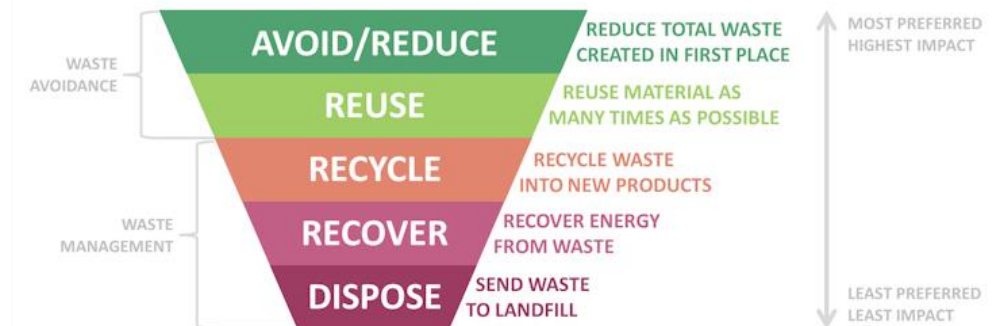 WASTE
AVOIDANCE
AVOID/REDUCE
REDUCE TOTAL WASTE
CREATED IN FIRST PLACE
MOST PREFERRED
HIGHEST IMPACT
REUSE
REUSE MATERIAL AS
MANY TIMES AS POSSIBLE
RECYCLE
RECYCLE WASTE
INTO NEW PRODUCTS
WASTE
MANAGEMENT
RECOVER
RECOVER ENERGY
FROM WASTE
DISPOSE
SEND WASTE
TO LANDFILL
LEAST PREFERRED
LEAST IMPACT